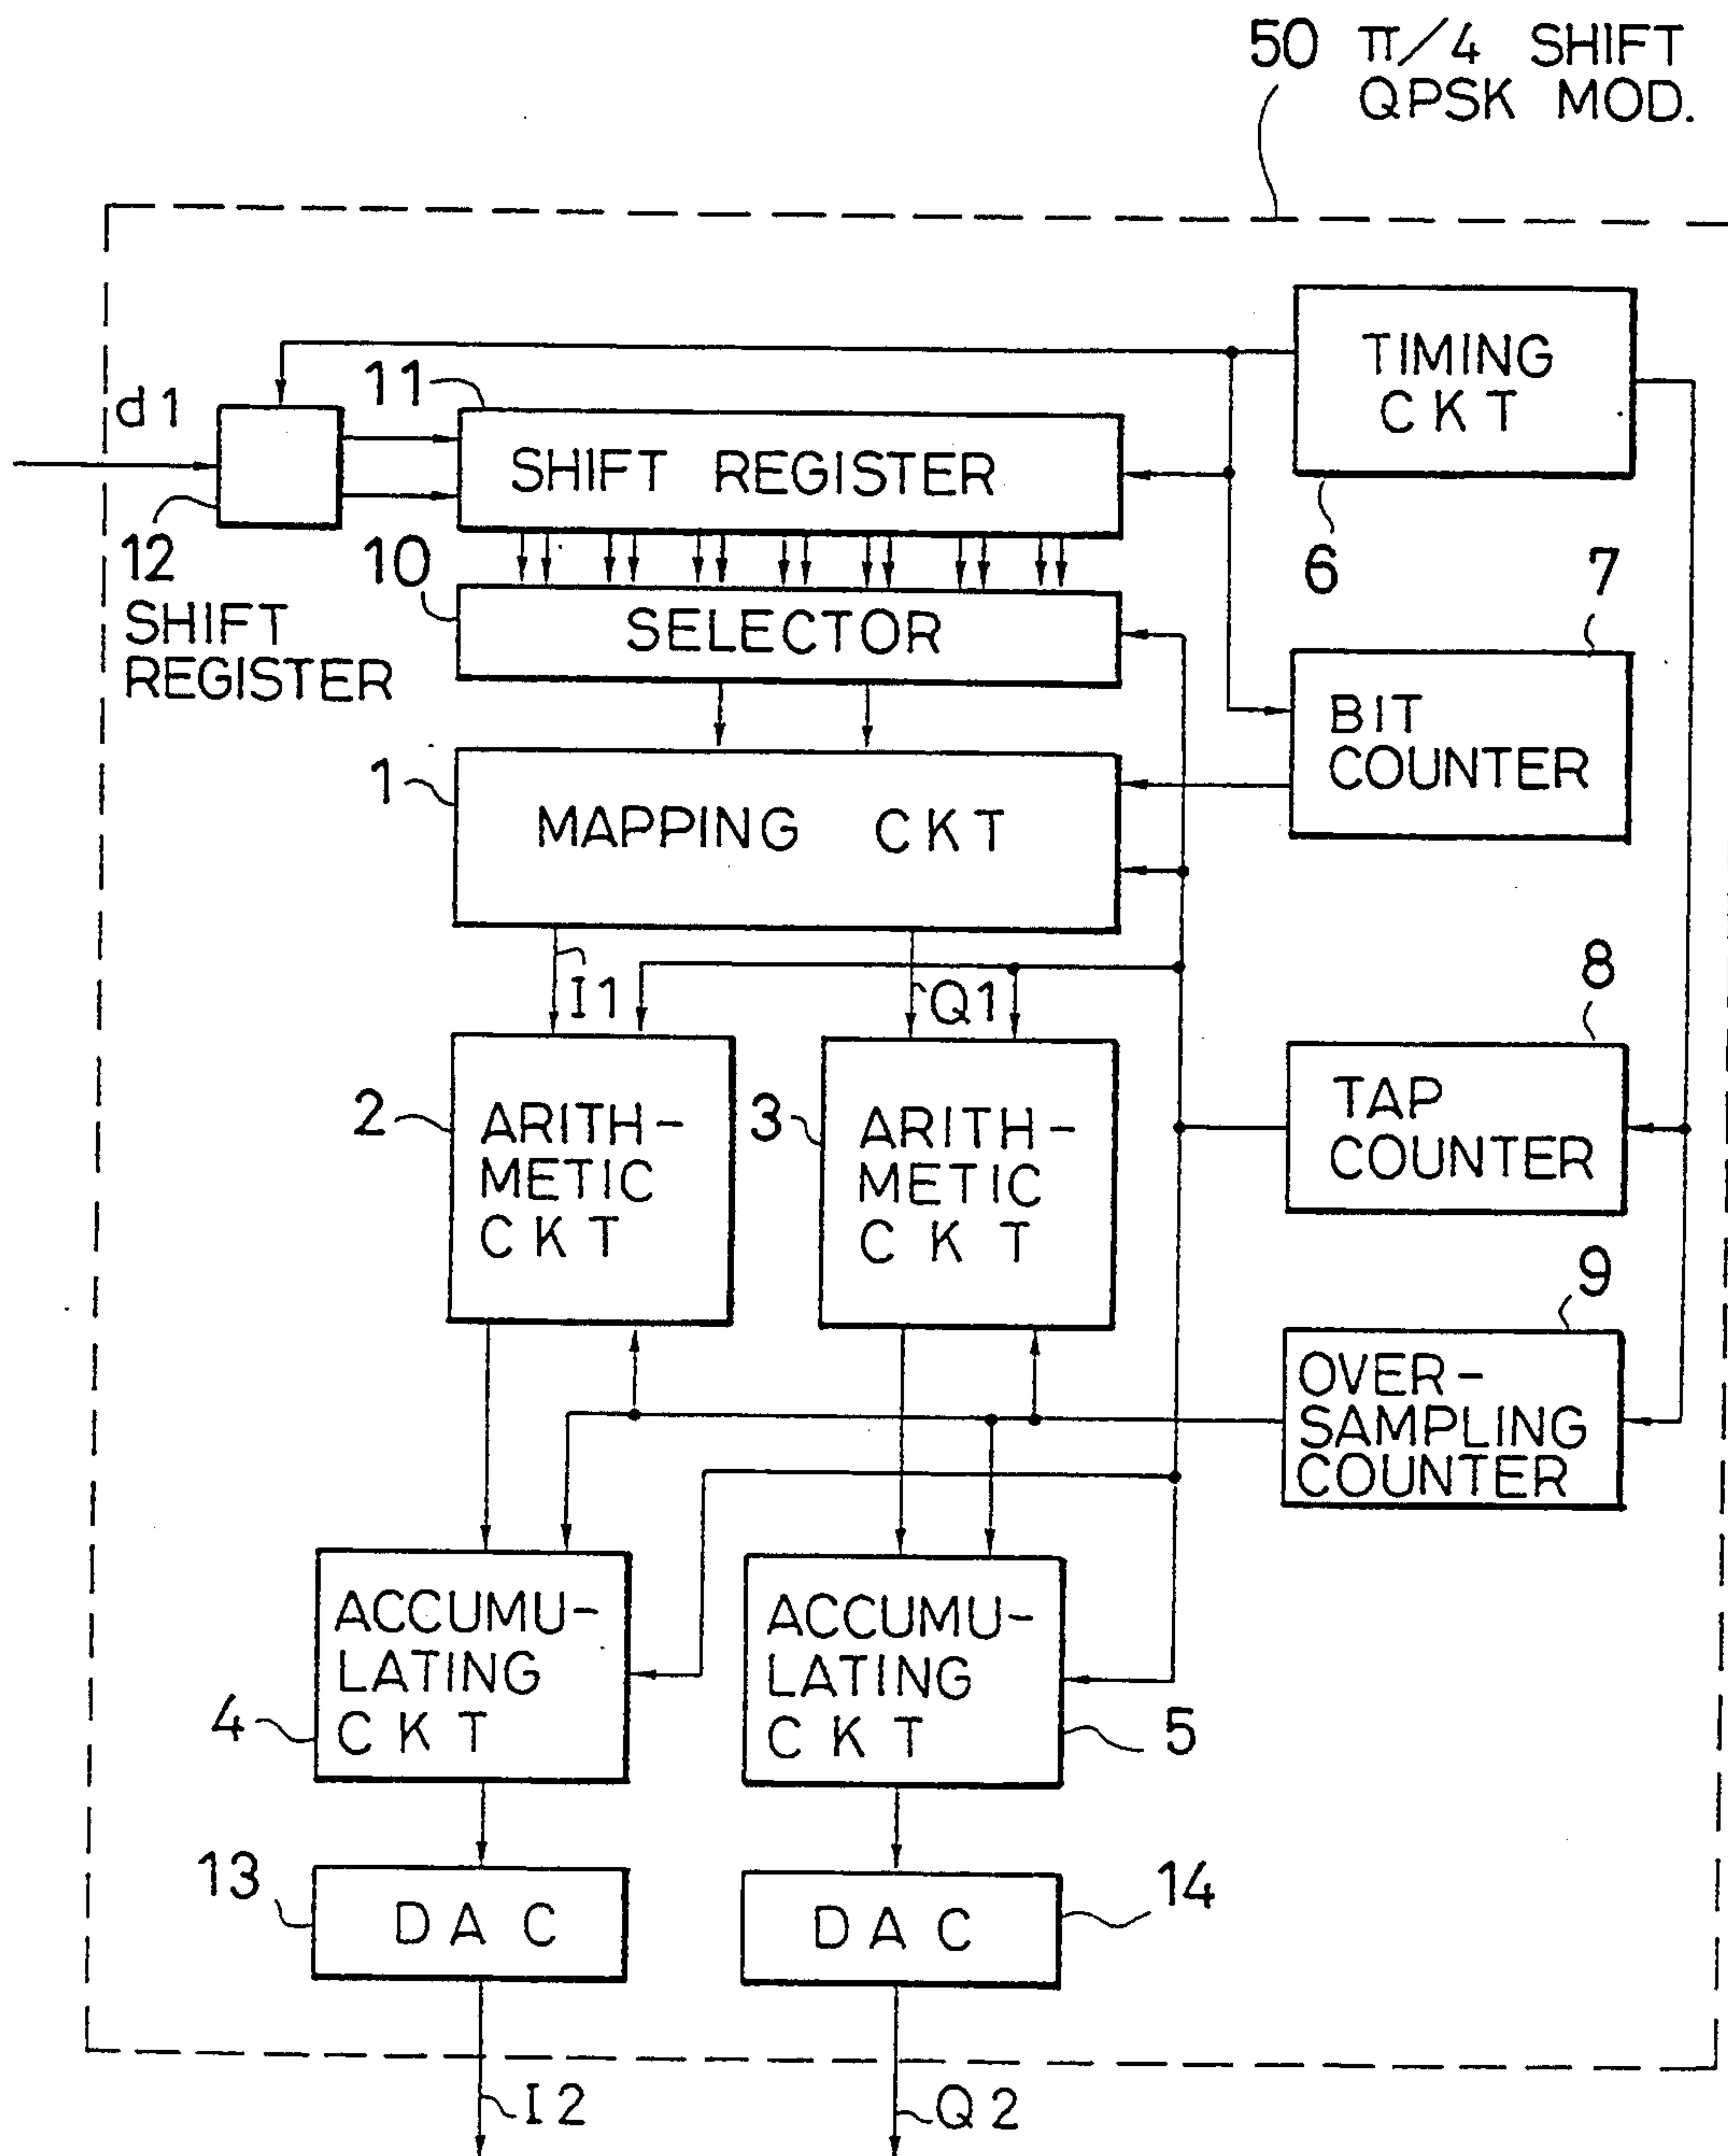 50 π/4 SHIFT
QPSK MOD.
TIMING
CKT
6
d1
11
SHIFT REGISTER
12
SHIFT
REGISTER
10
SELECTOR
7
BIT
COUNTER
1
MAPPING CKT
I1
Q1
8
TAP
COUNTER
2
ARITH-
METIC
CKT
3
ARITH-
METIC
CKT
9
OVER-
SAMPLING
COUNTER
ACCUMU-
LATING
CKT
4
ACCUMU-
LATING
CKT
5
13
DAC
DAC
14
I2
Q2